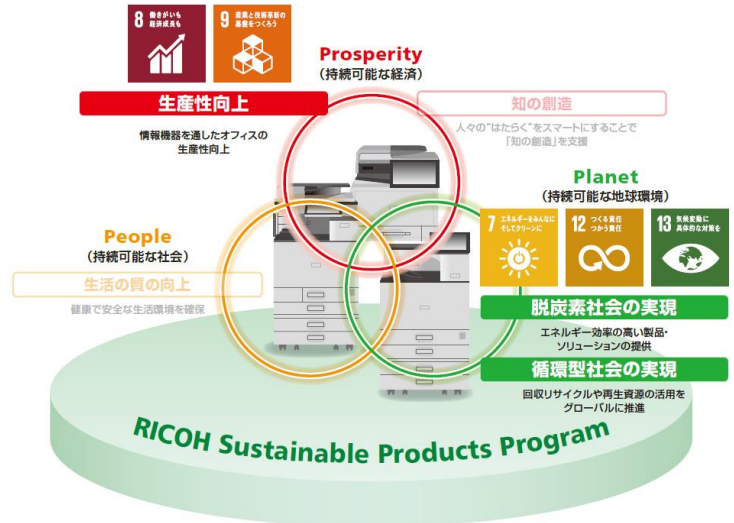 8 働きがいも
経済成長も
9 産業と技術革新の
基盤をつくろう
Prosperity
(持続可能な経済)
生産性向上
情報機器を通したオフィスの
生産性向上
知の創造
人々の"はたらく"をスマートにすることで
「知の創造」を支援
Planet
(持続可能な地球環境)
7 エネルギーをみんなに
そしてクリーンに
12 つくる責任
つかう責任
13 気候変動に
具体的な対策を
People
(持続可能な社会)
生活の質の向上
健康で安全な生活環境を確保
脱炭素社会の実現
エネルギー効率の高い製品・
ソリューションの提供
循環型社会の実現
回収リサイクルや再生資源の活用を
グローバルに推進
RICOH Sustainable Products Program